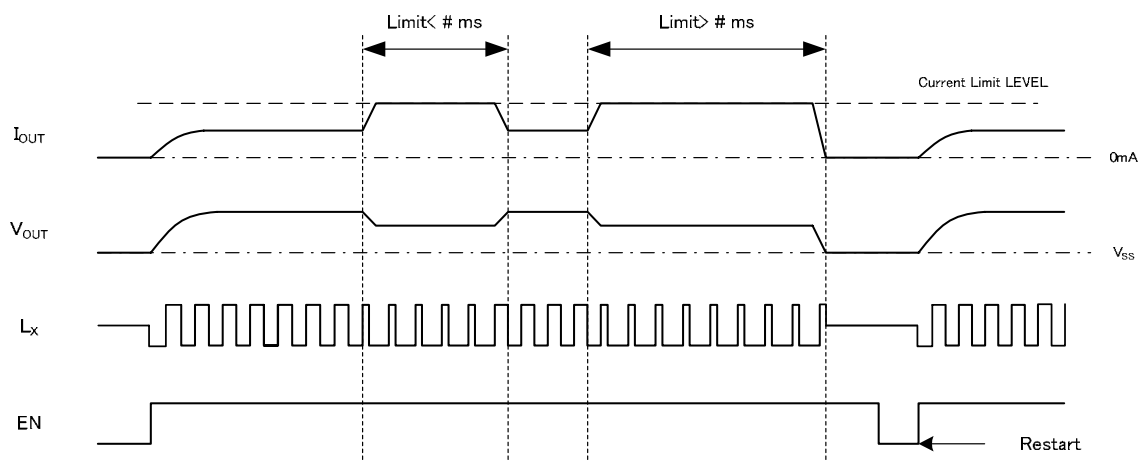 Limit< # ms
Limit> # ms
Current Limit LEVEL
IOUT
0mA
VOUT
VSS
LX
EN
Restart